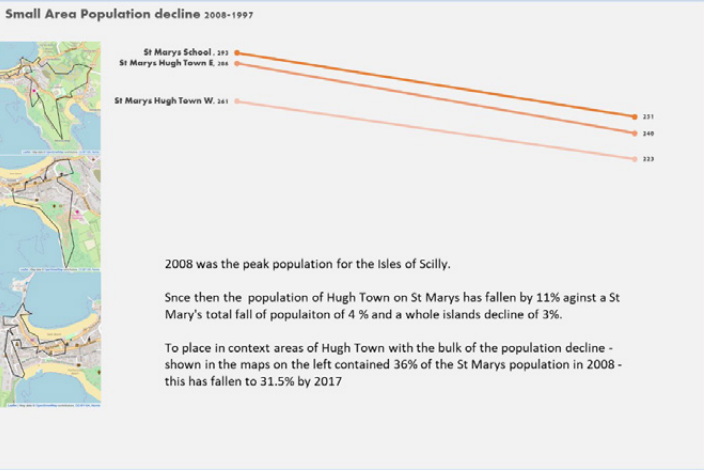 Small Area Population decline 2008-1997
St Marys School, 293
St Marys Hugh Town E, 286
St Marys Hugh Town W, 261
251
240
223
2008 was the peak population for the Isles of Scilly.
Snce then the population of Hugh Town on St Marys has fallen by 11% aginst a St
Mary's total fall of populaiton of 4 % and a whole islands decline of 3%.
To place in context areas of Hugh Town with the bulk of the population decline -
shown in the maps on the left contained 36% of the St Marys population in 2008 -
this has fallen to 31.5% by 2017